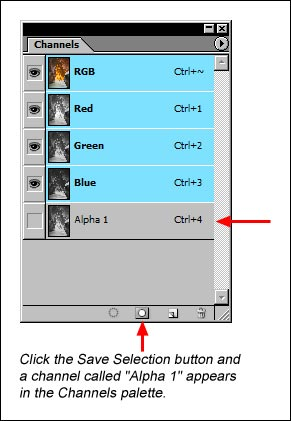 Channels
RGB Ctrl+~
Red Ctrl+1
Green Ctrl+2
Blue Ctrl+3
Alpha 1 Ctrl+4
Click the Save Selection button and
a channel called "Alpha 1" appears
in the Channels palette.